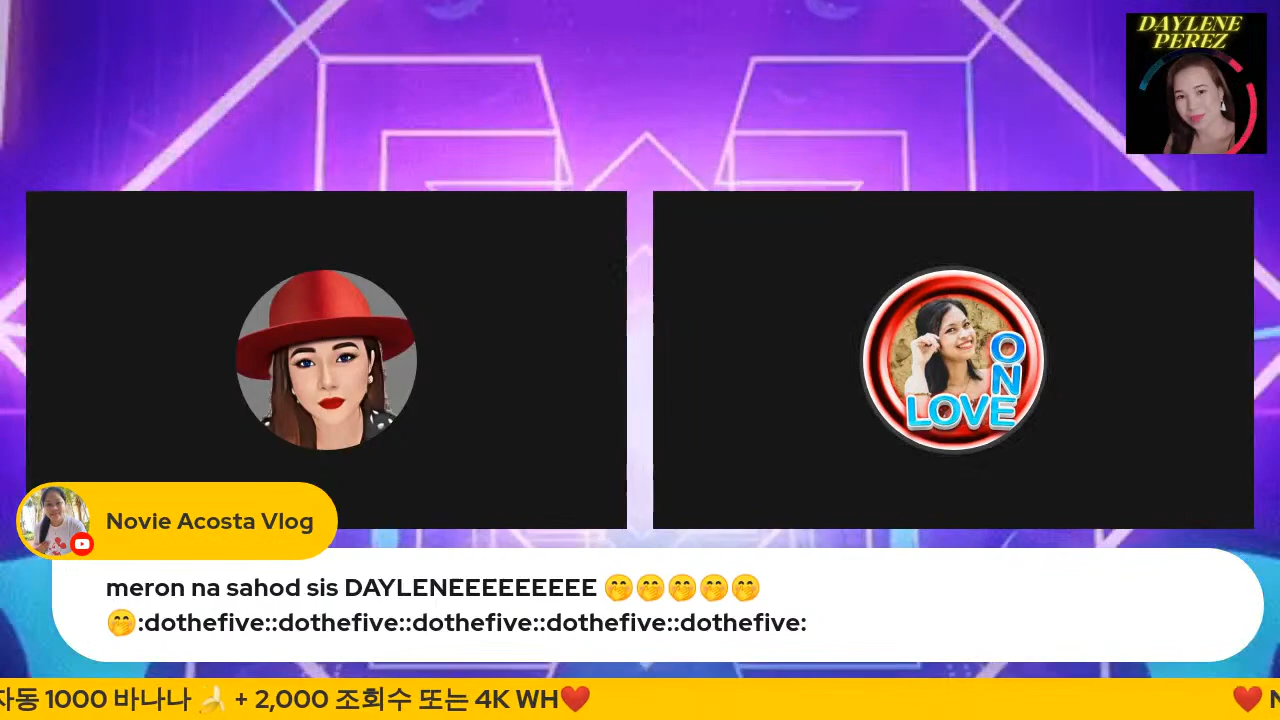 DAYLENE
PEREZ
O
N
LOVE
Novie Acosta Vlog
meron na sahod sis DAYLENEEEEEEEEE 🤭🤭🤭🤭🤭
🤭:dothefive::dothefive::dothefive::dothefive::dothefive:
자동 1000 바나나 🍌 + 2,000 조회수 또는 4K WH❤️ ❤️ N